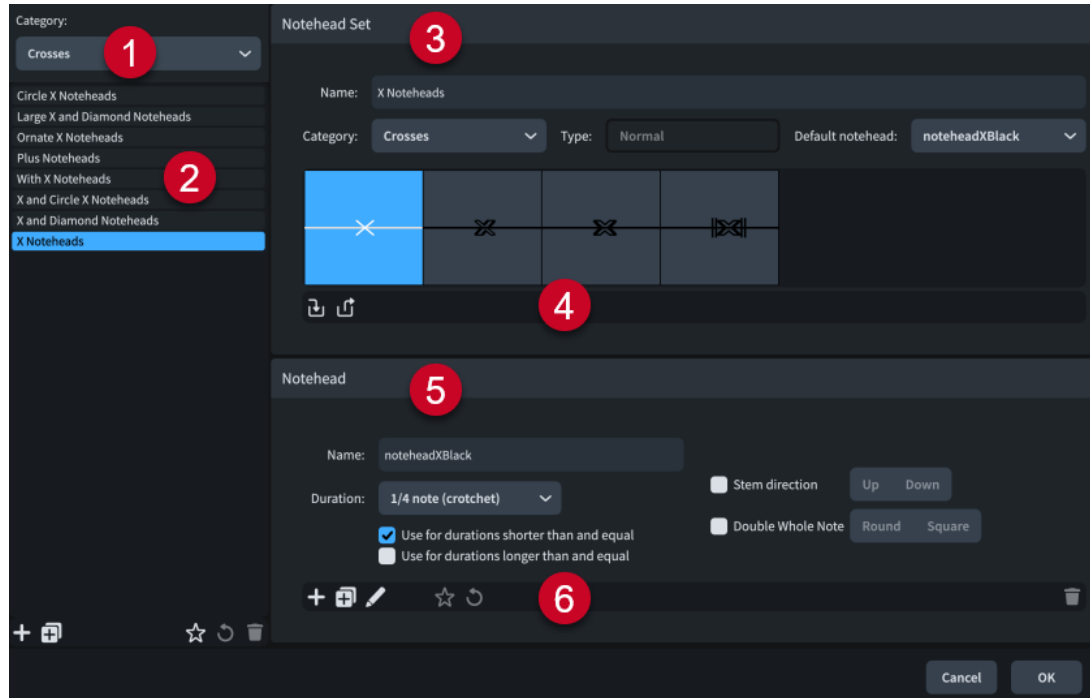 Category:
Crosses
1
Circle X Noteheads
Large X and Diamond Noteheads
Ornate X Noteheads
Plus Noteheads
With X Noteheads
X and Circle X Noteheads
X and Diamond Noteheads
X Noteheads
2
Notehead Set
3
Name: X Noteheads
Category: Crosses Type: Normal Default notehead: noteheadXBlack
4
Notehead
5
Name: noteheadXBlack
Duration: 1/4 note (crotchet)
Use for durations shorter than and equal
Use for durations longer than and equal
Stem direction Up Down
Double Whole Note Round Square
6
Cancel OK